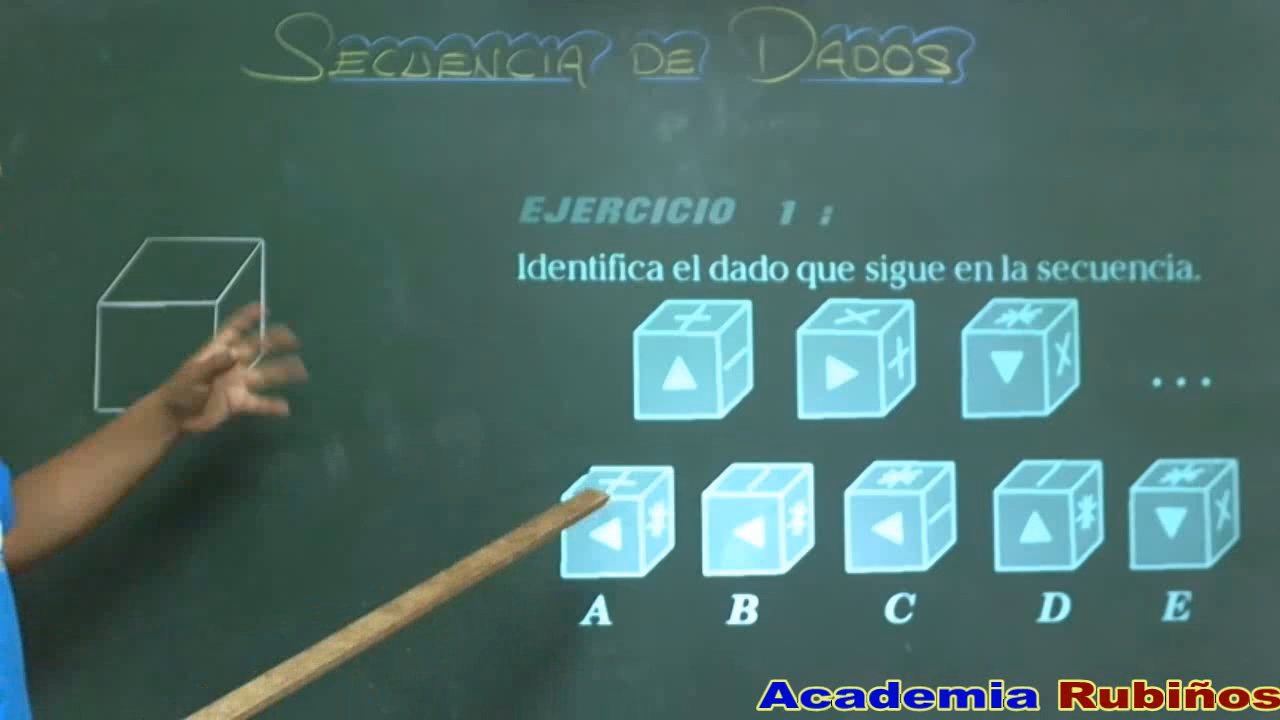 SECUENCIA DE DADOS
EJERCICIO 1 :
Identifica el dado que sigue en la secuencia.
...
A B C D E
Academia Rubiños